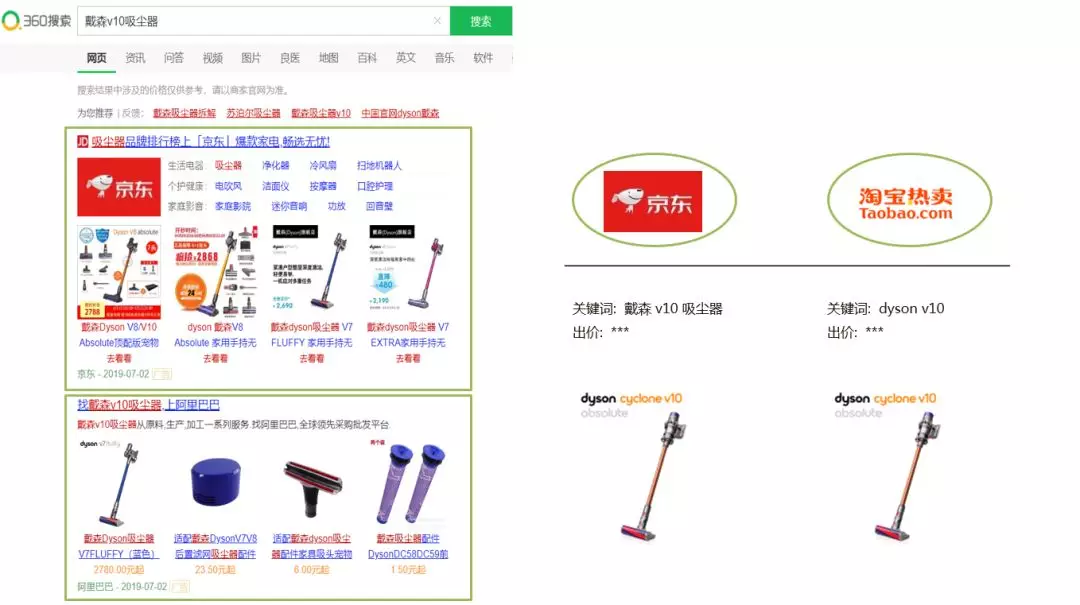 360搜索
戴森v10吸尘器
搜索
网页 资讯 问答 视频 图片 良医 地图 百科 英文 音乐 软件
搜索结果中涉及的价格仅供参考，请以商家官网为准。
为您推荐 | 反馈： 戴森吸尘器拆解 苏泊尔吸尘器 戴森吸尘器v10 中国官网dyson戴森
JD 吸尘器品牌排行榜上「京东」爆款家电,畅选无忧!
京东
生活电器: 吸尘器 净化器 冷风扇 扫地机器人
个护健康: 电吹风 洁面仪 按摩器 口腔护理
家庭影音: 家庭影院 迷你音响 功放 回音壁
Dyson V8 absolute
2788
2868
2,690
480
2,190
戴森Dyson V8/V10
Absolute顶配版宠物
去看看
dyson 戴森V8
Absolute 家用手持无
去看看
戴森dyson吸尘器 V7
FLUFFY 家用手持无
去看看
戴森dyson吸尘器 V7
EXTRA家用手持无
去看看
京东 - 2019-07-02 广告
找戴森v10吸尘器,上阿里巴巴
戴森v10吸尘器从原料,生产,加工一系列服务.找阿里巴巴,全球领先采购批发平台
dyson v7 fluffy
两个装
戴森Dyson吸尘器
V7FLUFFY（蓝色）
2780.00元起
适配戴森DysonV7V8
后置滤网吸尘器配件
23.50元起
适配戴森dyson吸尘
器配件家具吸头宠物
6.00元起
戴森吸尘器配件
DysonDC58DC59前
1.50元起
阿里巴巴 - 2019-07-02 广告
京东
淘宝热卖
Taobao.com
关键词: 戴森 v10 吸尘器
出价: ***
关键词: dyson v10
出价: ***
dyson cyclone v10
absolute
dyson cyclone v10
absolute